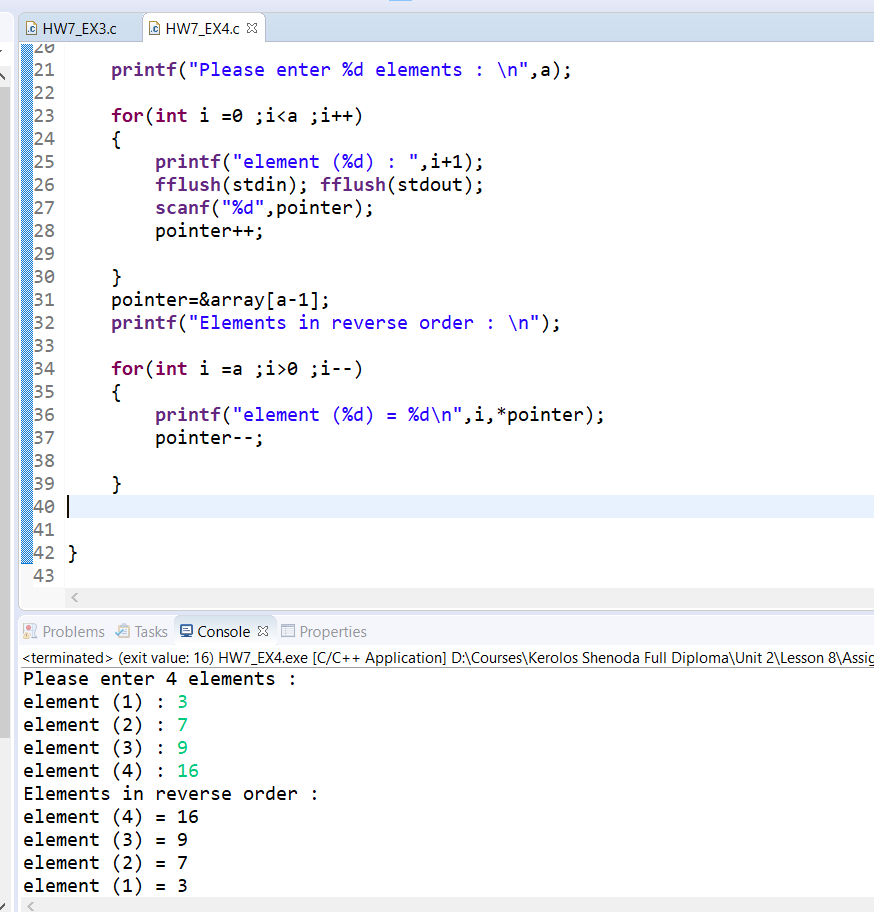 HW7_EX3.c HW7_EX4.c
20
21 printf("Please enter %d elements : \n",a);
22
23 for(int i =0 ;i<a ;i++)
24 {
25 printf("element (%d) : ",i+1);
26 fflush(stdin); fflush(stdout);
27 scanf("%d",pointer);
28 pointer++;
29
30 }
31 pointer=&array[a-1];
32 printf("Elements in reverse order : \n");
33
34 for(int i =a ;i>0 ;i--)
35 {
36 printf("element (%d) = %d\n",i,*pointer);
37 pointer--;
38
39 }
40
41
42 }
43
Problems Tasks Console Properties
<terminated> (exit value: 16) HW7_EX4.exe [C/C++ Application] D:\Courses\Kerolos Shenoda Full Diploma\Unit 2\Lesson 8\Assig
Please enter 4 elements :
element (1) : 3
element (2) : 7
element (3) : 9
element (4) : 16
Elements in reverse order :
element (4) = 16
element (3) = 9
element (2) = 7
element (1) = 3